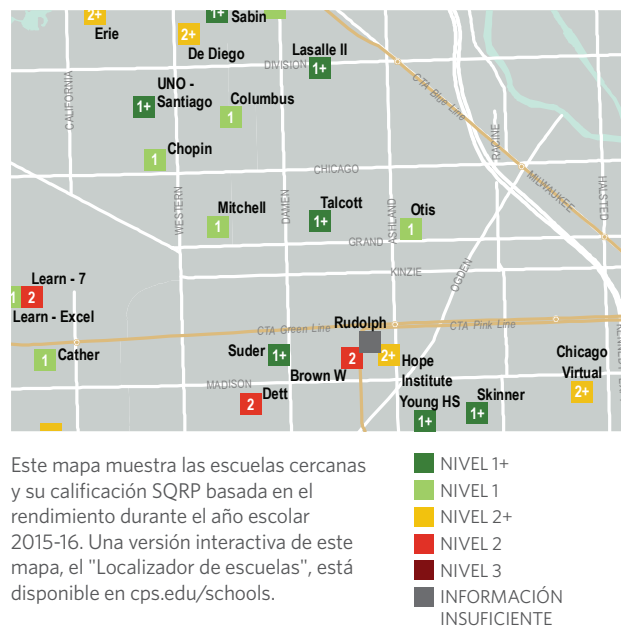 1+
Sabin
2+
Erie
2+
De Diego
Lasalle II
1+
DIVISION
CALIFORNIA
UNO -
Santiago
1+
Columbus
1
CTA Blue Line
RACINE
Chopin
1
CHICAGO
MILWAUKEE
HALSTED
WESTERN
DAMEN
ASHLAND
Mitchell
1
Talcott
1+
Otis
1
GRAND
KINZIE
OGDEN
Learn - 7
1
2
Learn - Excel
CTA Green Line
Rudolph
CTA Pink Line
Cather
1
Suder
1+
Brown W
2
2+
Hope
Institute
Chicago
Virtual
2+
MADISON
Dett
2
Young HS
1+
Skinner
1+
Este mapa muestra las escuelas cercanas
y su calificación SQRP basada en el
rendimiento durante el año escolar
2015-16. Una versión interactiva de este
mapa, el "Localizador de escuelas", está
disponible en cps.edu/schools.
NIVEL 1+
NIVEL 1
NIVEL 2+
NIVEL 2
NIVEL 3
INFORMACIÓN
INSUFICIENTE